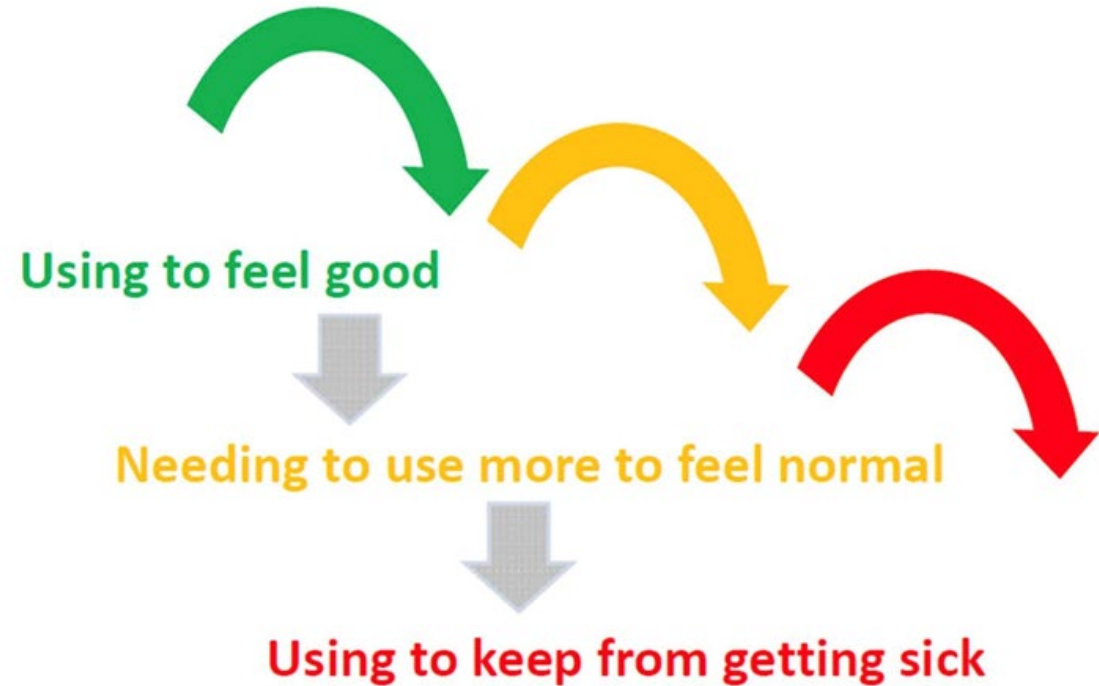 Using to feel good
Needing to use more to feel normal
Using to keep from getting sick